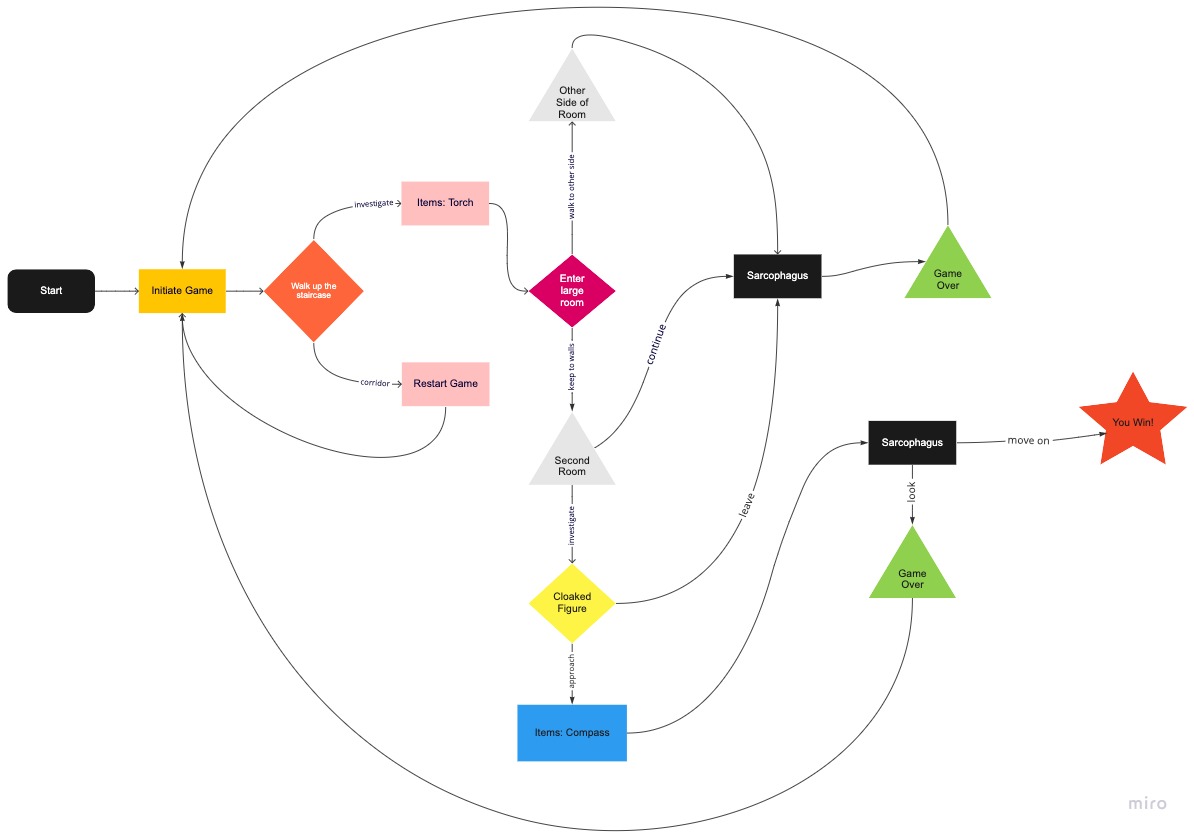 Other
Side of
Room
walk to other side
investigate
Items: Torch
Start
Initiate Game
Walk up the
staircase
Enter
large
room
Sarcophagus
Game
Over
corridor
Restart Game
keep to walls
continue
Second
Room
Sarcophagus
move on
You Win!
look
leave
investigate
Game
Over
Cloaked
Figure
approach
Items: Compass
miro